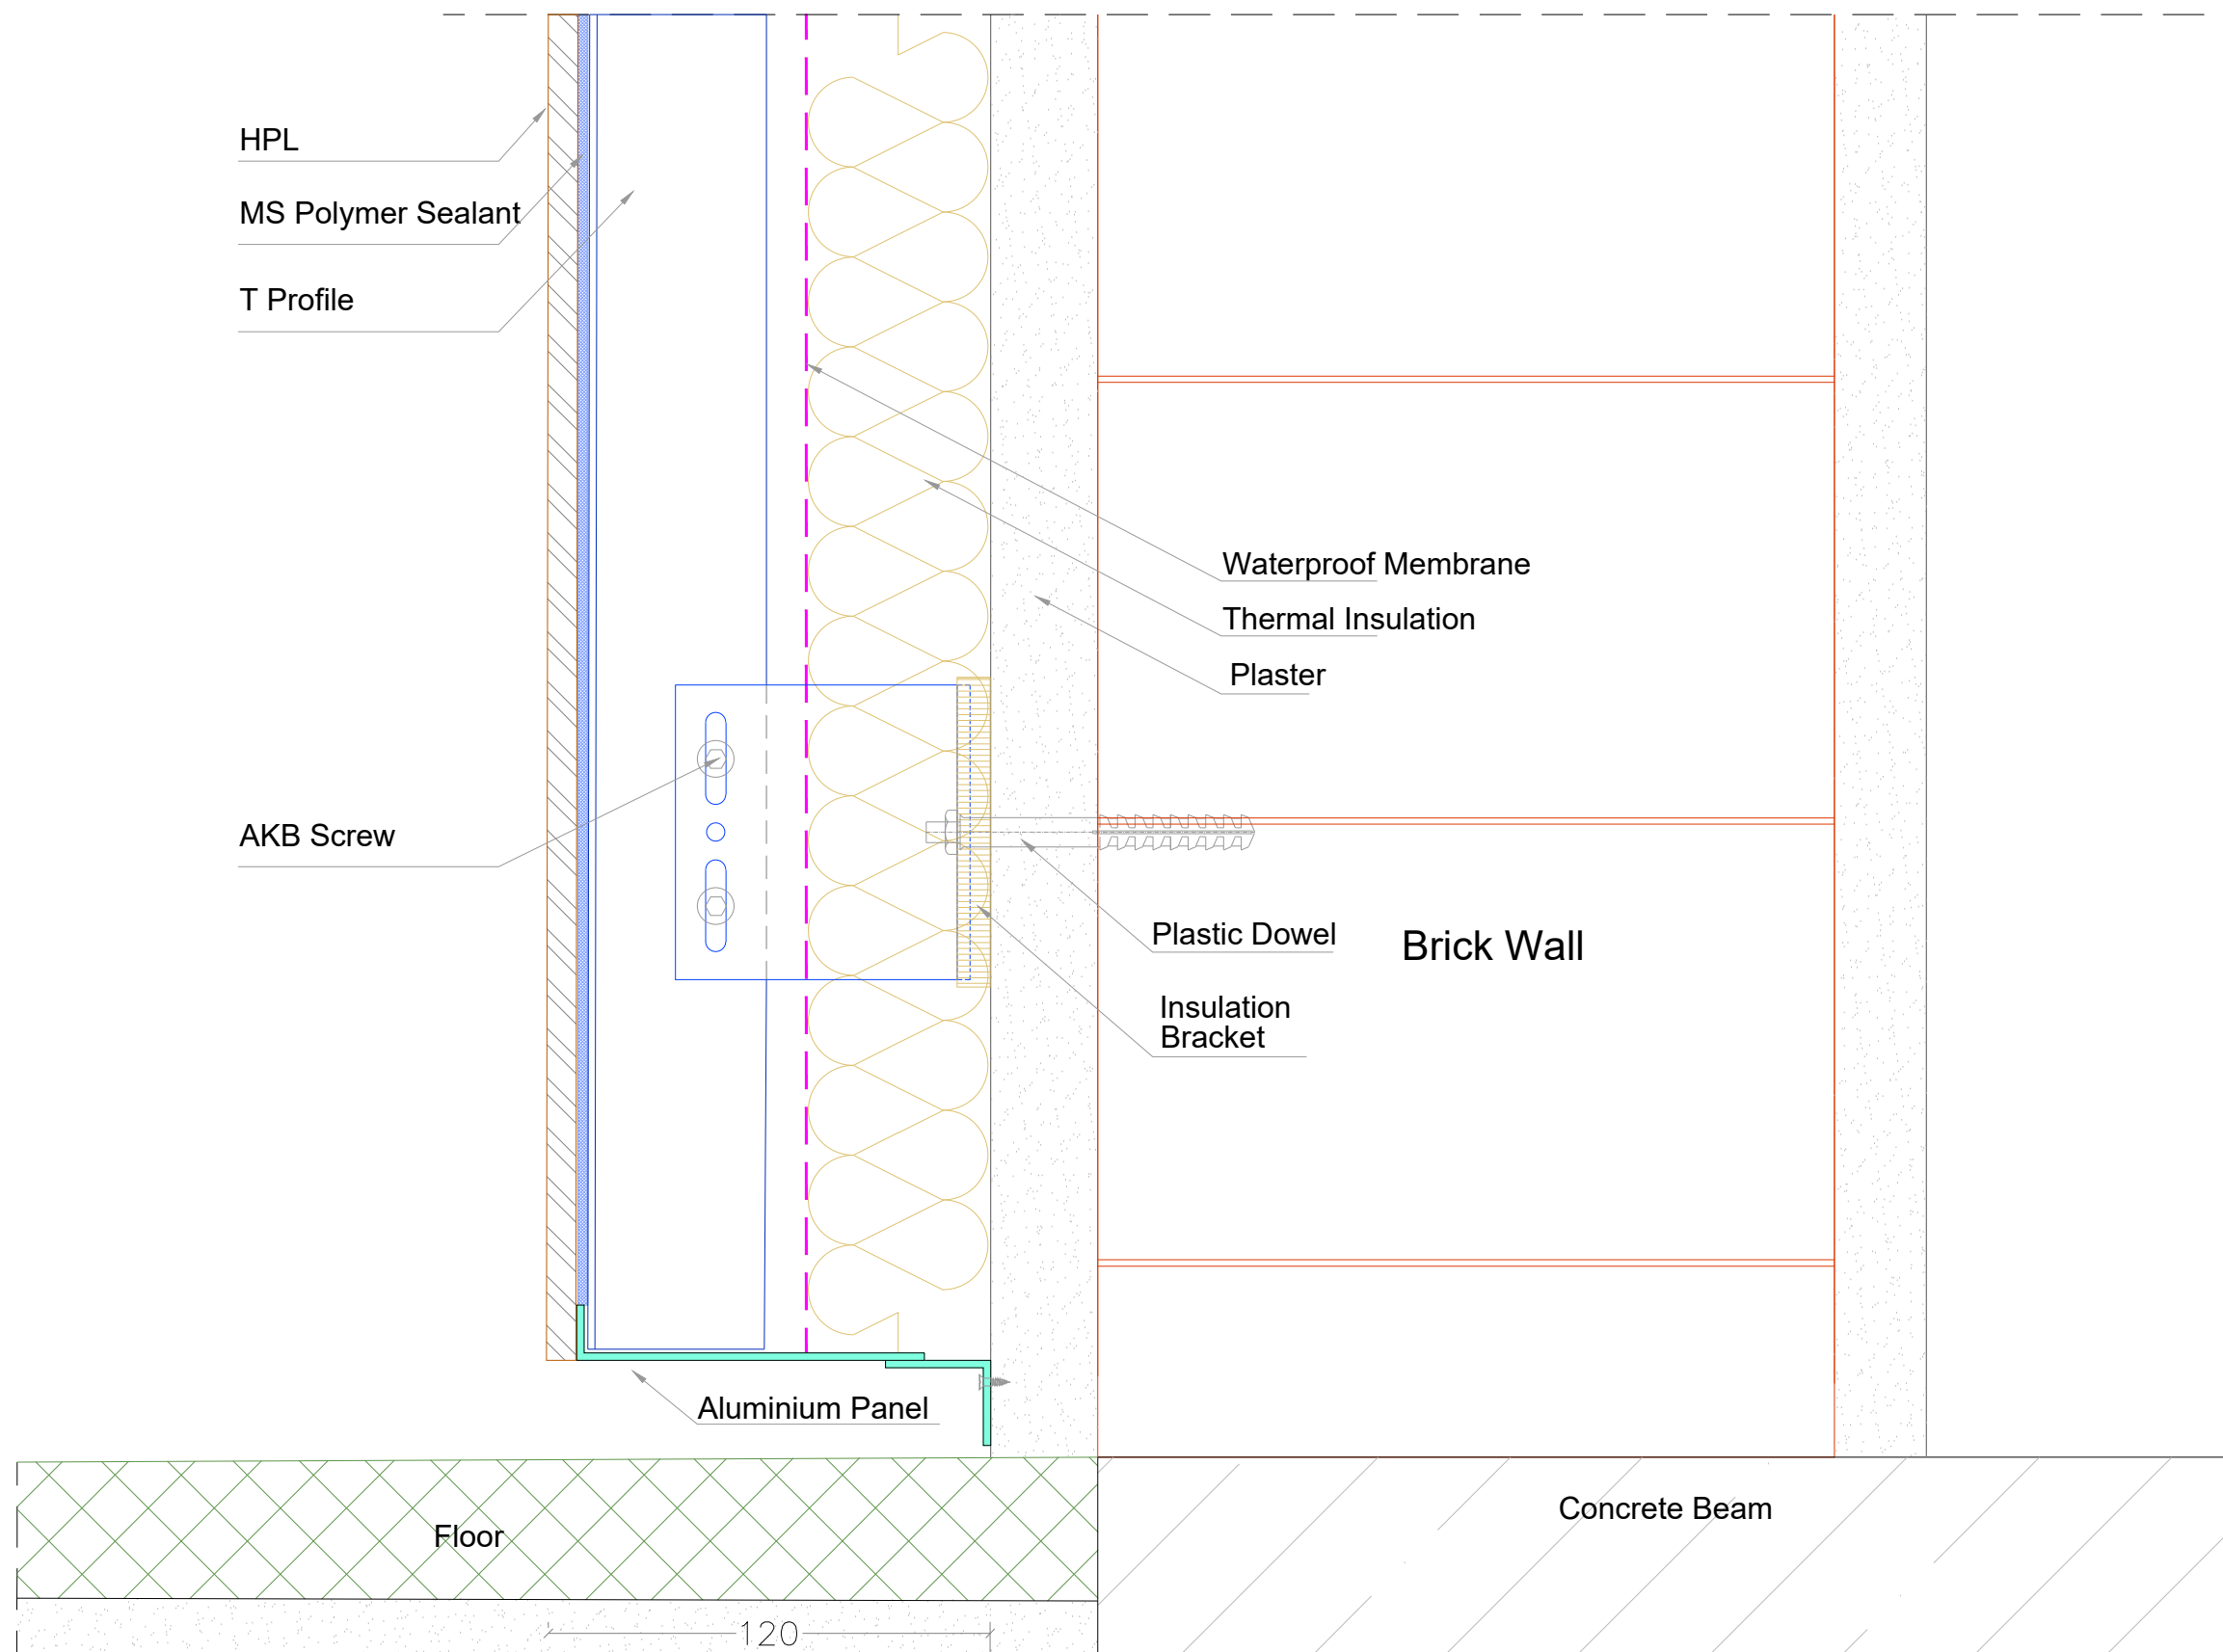 HPL
MS Polymer Sealant
T Profile
Waterproof Membrane
Thermal Insulation
Plaster
AKB Screw
Plastic Dowel
Brick Wall
Insulation
Bracket
Aluminium Panel
Concrete Beam
Floor
120